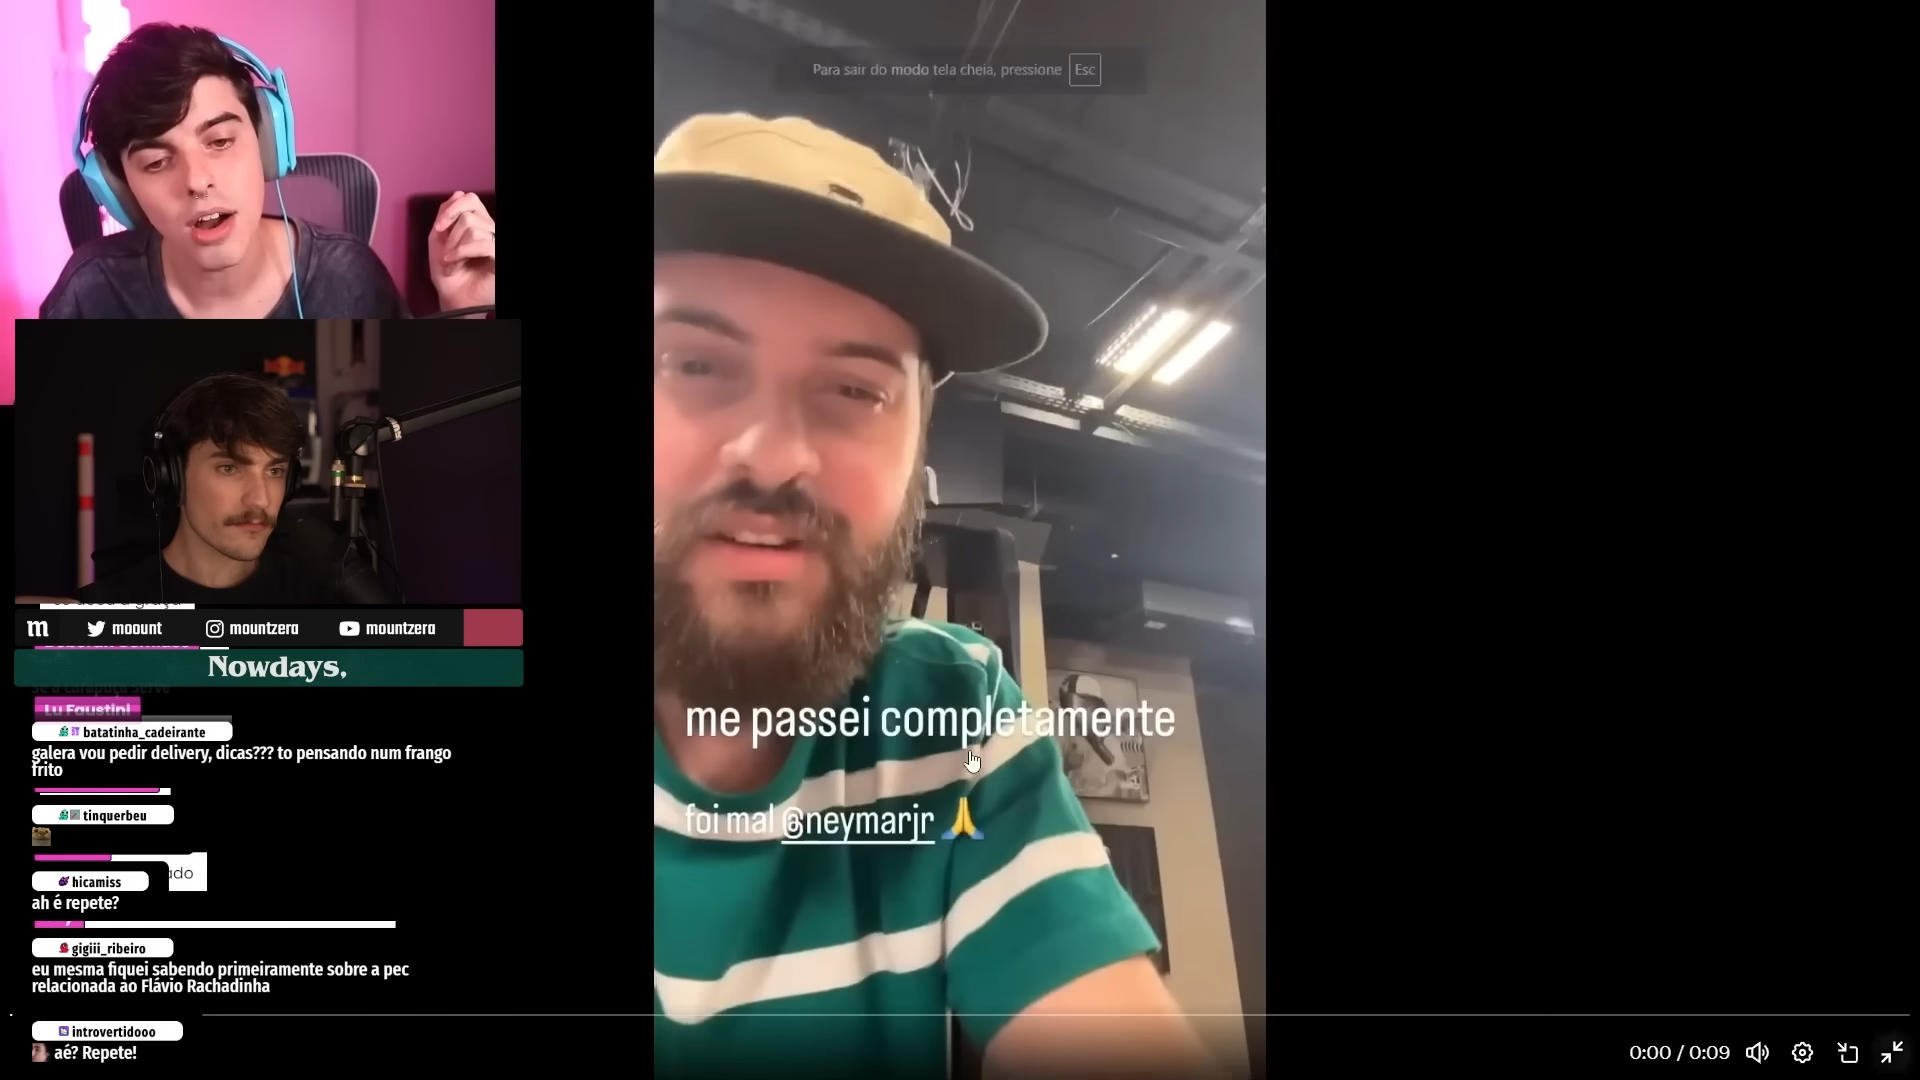 Para sair do modo tela cheia, pressione Esc
m moount mountzera mountzera
Nowdays,
Lu Faustini
batatinha_cadeirante
galera vou pedir delivery, dicas??? to pensando num frango
frito
tinquerbeu
ado
hicamiss
ah é repete?
gigiii_ribeiro
eu mesma fiquei sabendo primeiramente sobre a pec
relacionada ao Flávio Rachadinha
introvertidooo
aé? Repete!
me passei completamente
foi mal @neymarjr 🙏
0:00 / 0:09